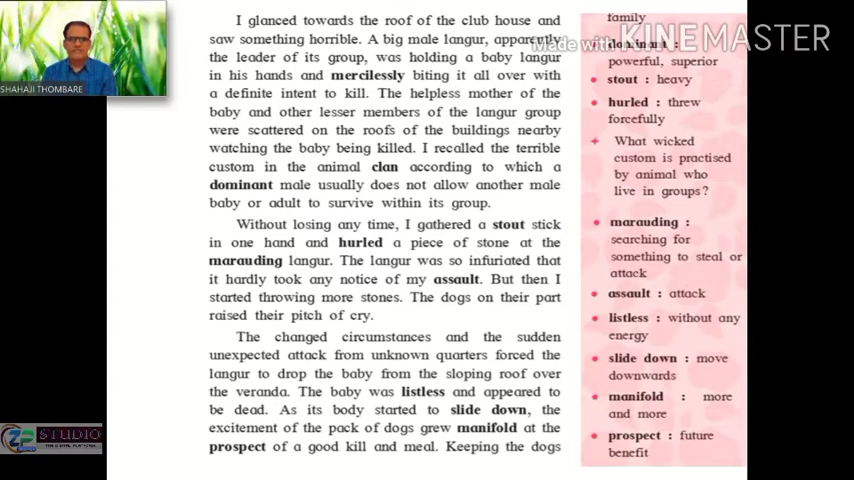 I glanced towards the roof of the club house and
saw something horrible. A big male langur, apparently
the leader of its group, was holding a baby langur
in his hands and mercilessly biting it all over with
a definite intent to kill. The helpless mother of the
baby and other lesser members of the langur group
were scattered on the roofs of the buildings nearby
watching the baby being killed. I recalled the terrible
custom in the animal clan according to which a
dominant male usually does not allow another male
baby or adult to survive within its group.
Without losing any time, I gathered a stout stick
in one hand and hurled a piece of stone at the
marauding langur. The langur was so infuriated that
it hardly took any notice of my assault. But then I
started throwing more stones. The dogs on their part
raised their pitch of cry.
The changed circumstances and the sudden
unexpected attack from unknown quarters forced the
langur to drop the baby from the sloping roof over
the veranda. The baby was listless and appeared to
be dead. As its body started to slide down, the
excitement of the pack of dogs grew manifold at the
prospect of a good kill and meal. Keeping the dogs
family
dominant :
powerful, superior
stout : heavy
hurled : threw
forcefully
What wicked
custom is practised
by animal who
live in groups?
marauding :
searching for
something to steal or
attack
assault : attack
listless : without any
energy
slide down : move
downwards
manifold : more
and more
prospect : future
benefit
Made with KINEMASTER
SHAHAJI THOMBARE
STUDIO